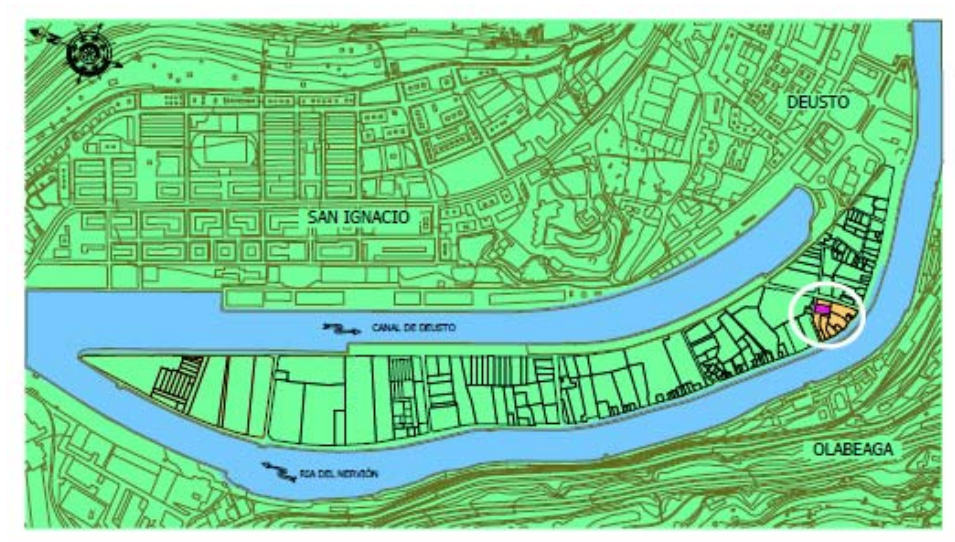 N
DEUSTO
SAN IGNACIO
CANAL DE DEUSTO
OLABEAGA
RIA DEL NERVIÓN